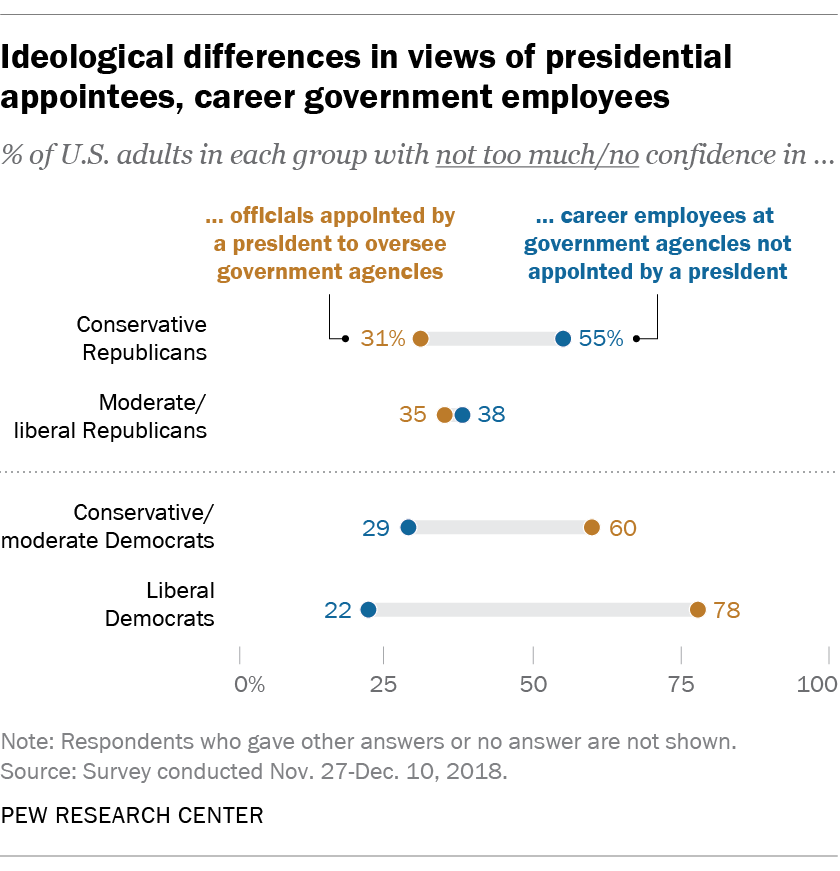 Ideological differences in views of presidential
appointees, career government employees
% of U.S. adults in each group with not too much/no confidence in ...
... officials appointed by
a president to oversee
government agencies
... career employees at
government agencies not
appointed by a president
Conservative
Republicans
31%
55%
Moderate/
liberal Republicans
35
38
Conservative/
moderate Democrats
29
60
Liberal
Democrats
22
78
0%
25
50
75
100
Note: Respondents who gave other answers or no answer are not shown.
Source: Survey conducted Nov. 27-Dec. 10, 2018.
PEW RESEARCH CENTER